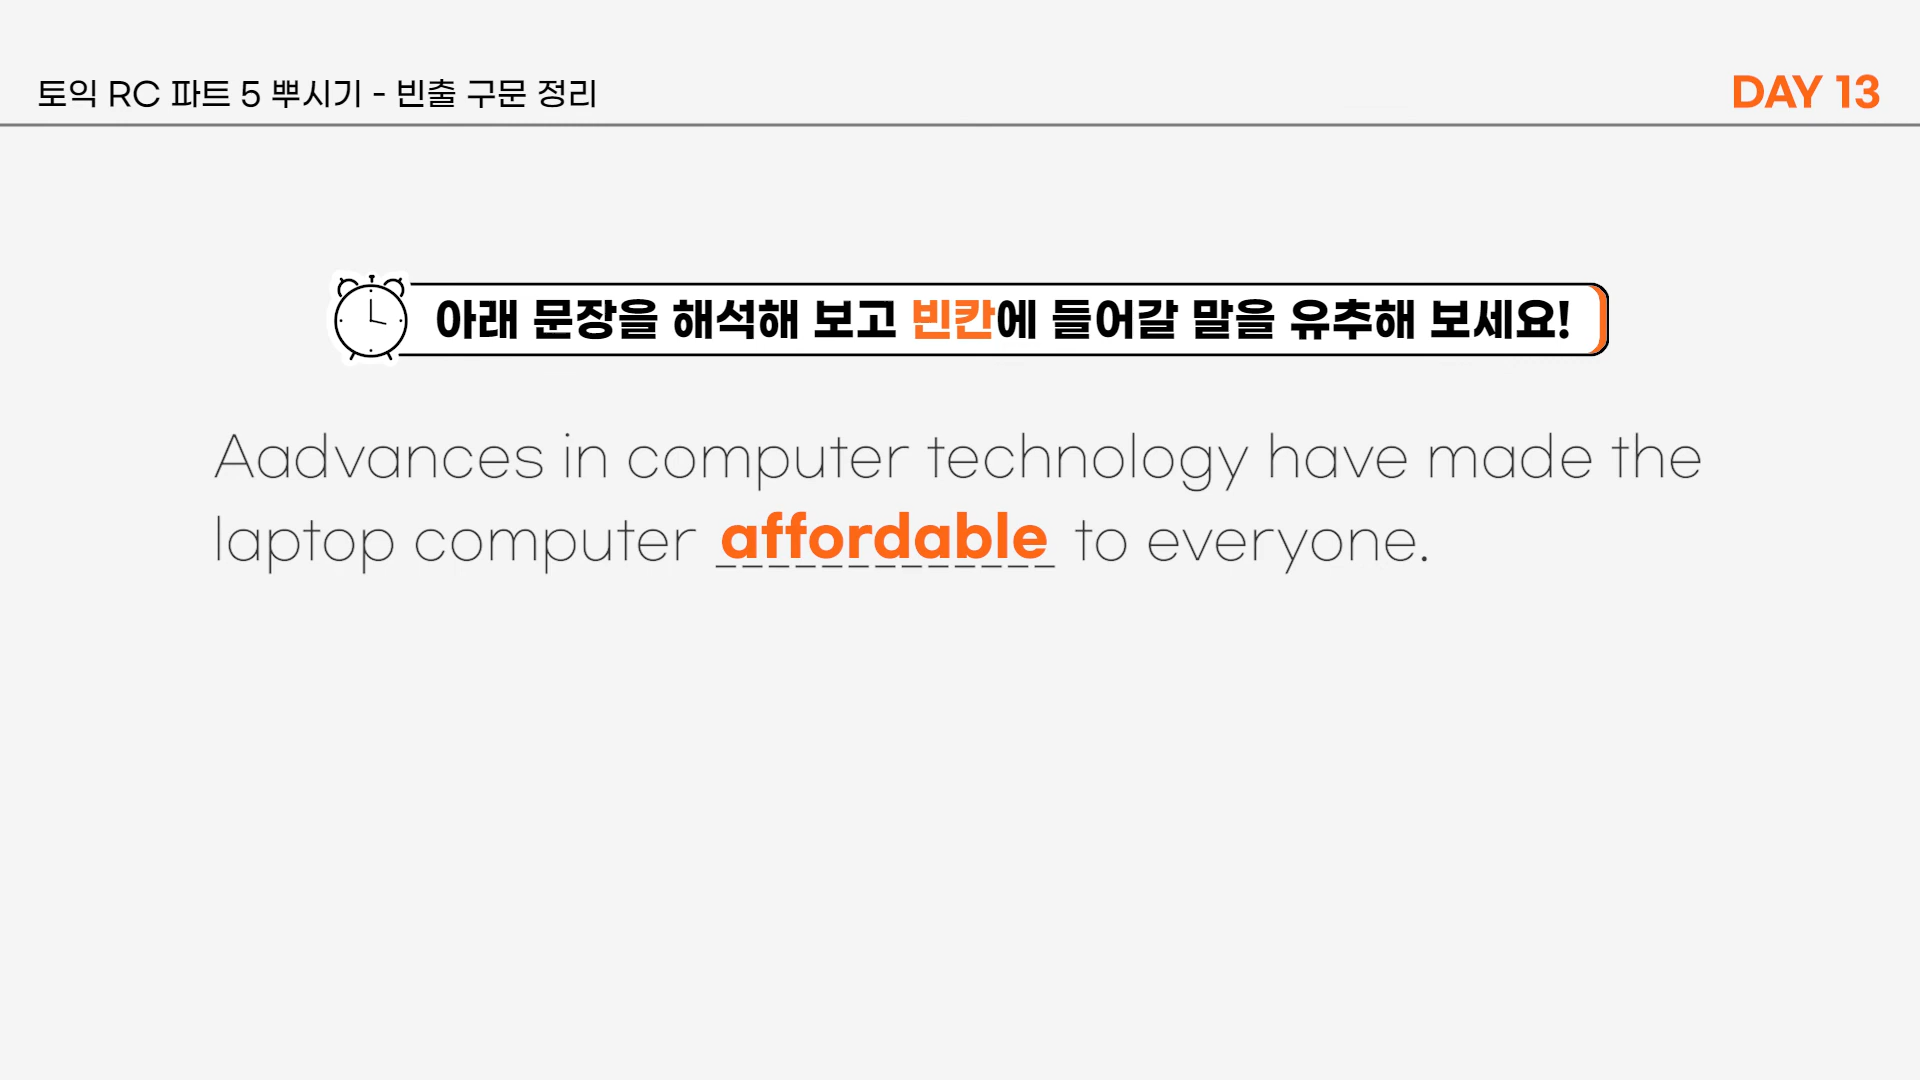 토익 RC 파트 5 뿌시기 - 빈출 구문 정리
DAY 13
아래 문장을 해석해 보고 빈칸에 들어갈 말을 유추해 보세요!
Aadvances in computer technology have made the
laptop computer affordable to everyone.